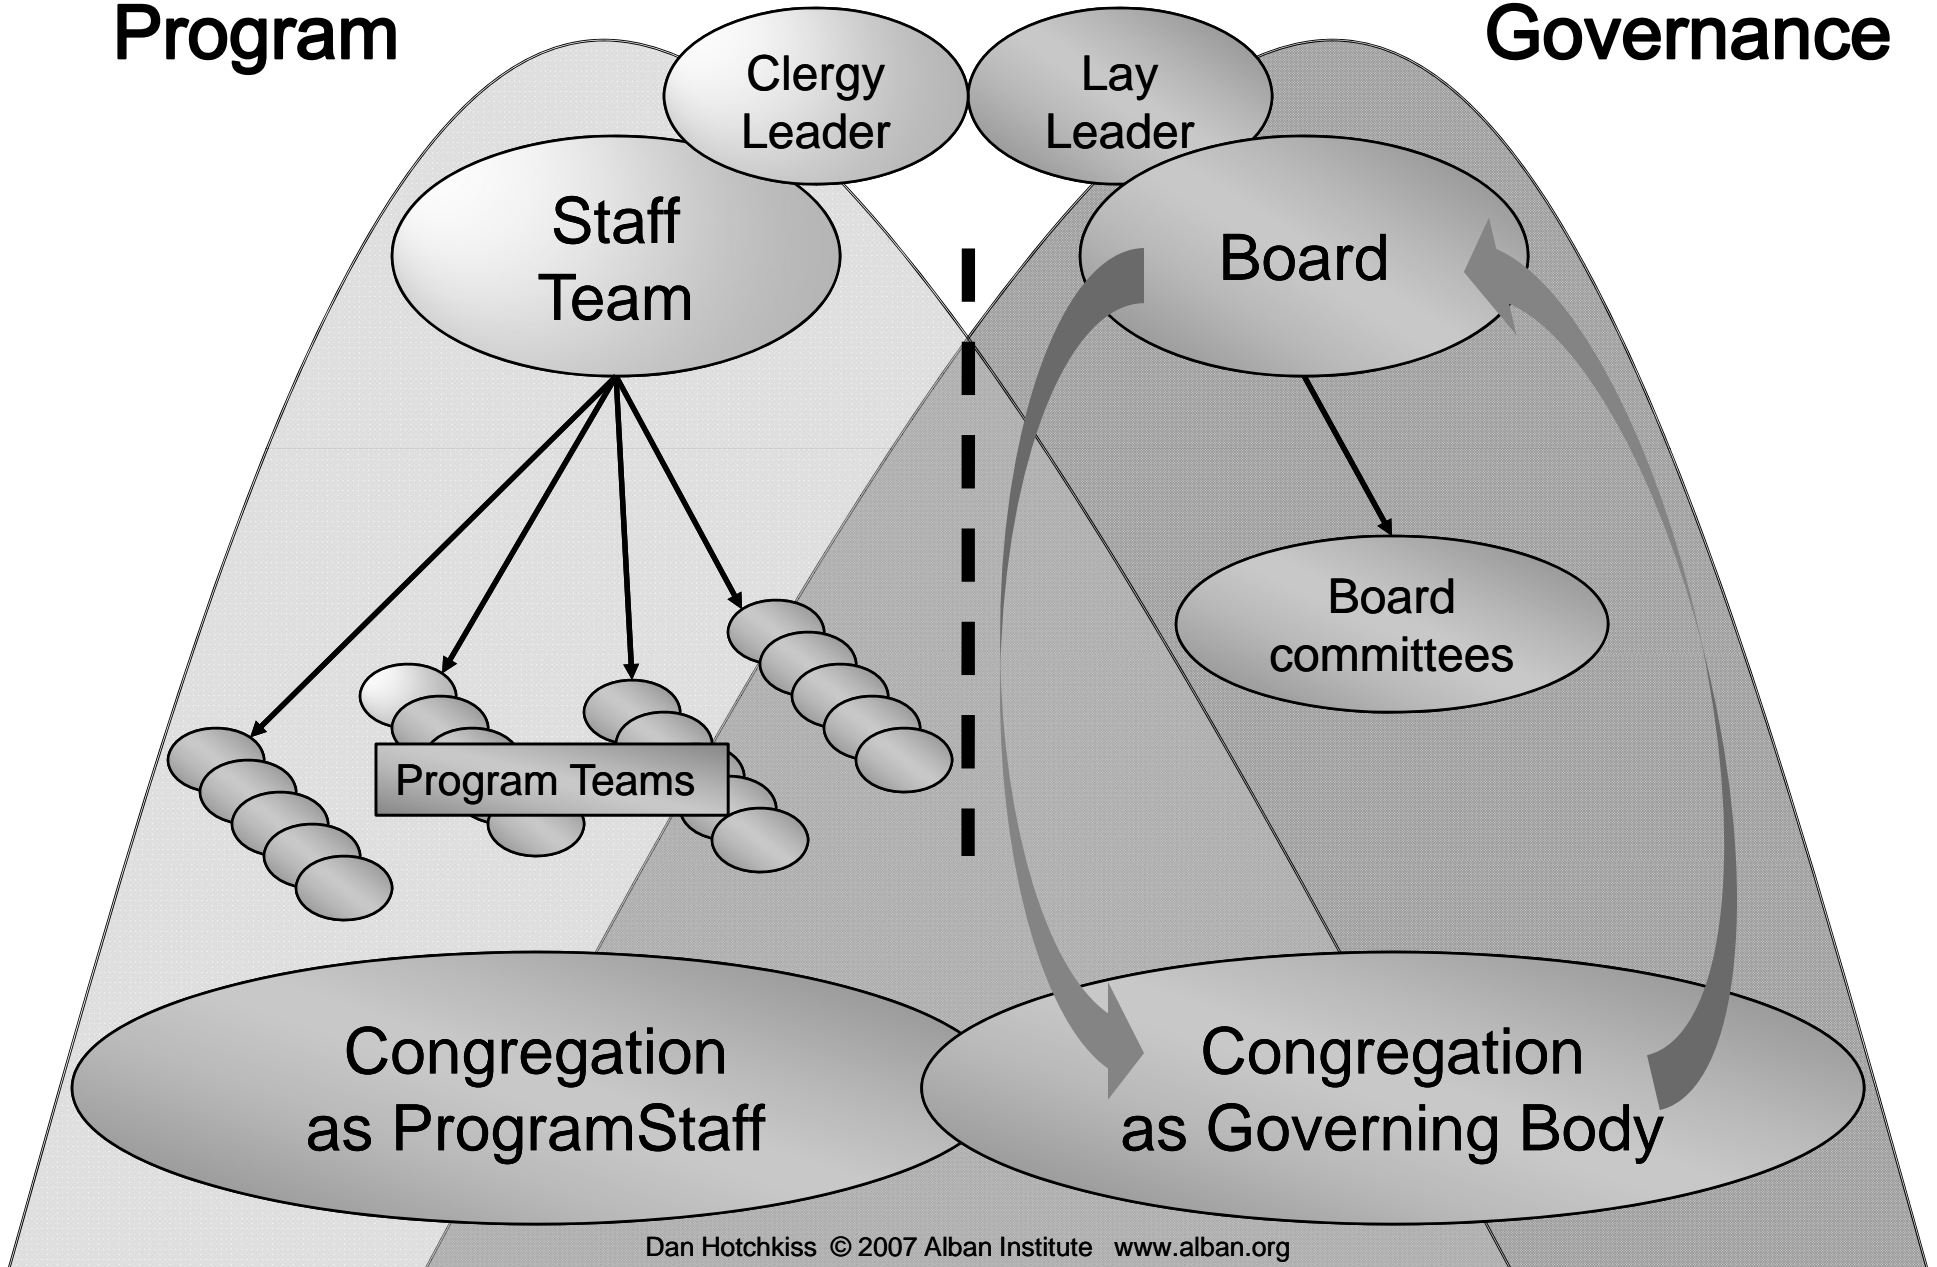 Program
Governance
Clergy
Leader
Lay
Leader
Staff
Team
Board
Board
committees
Program Teams
Congregation
as ProgramStaff
Congregation
as Governing Body
Dan Hotchkiss © 2007 Alban Institute www.alban.org